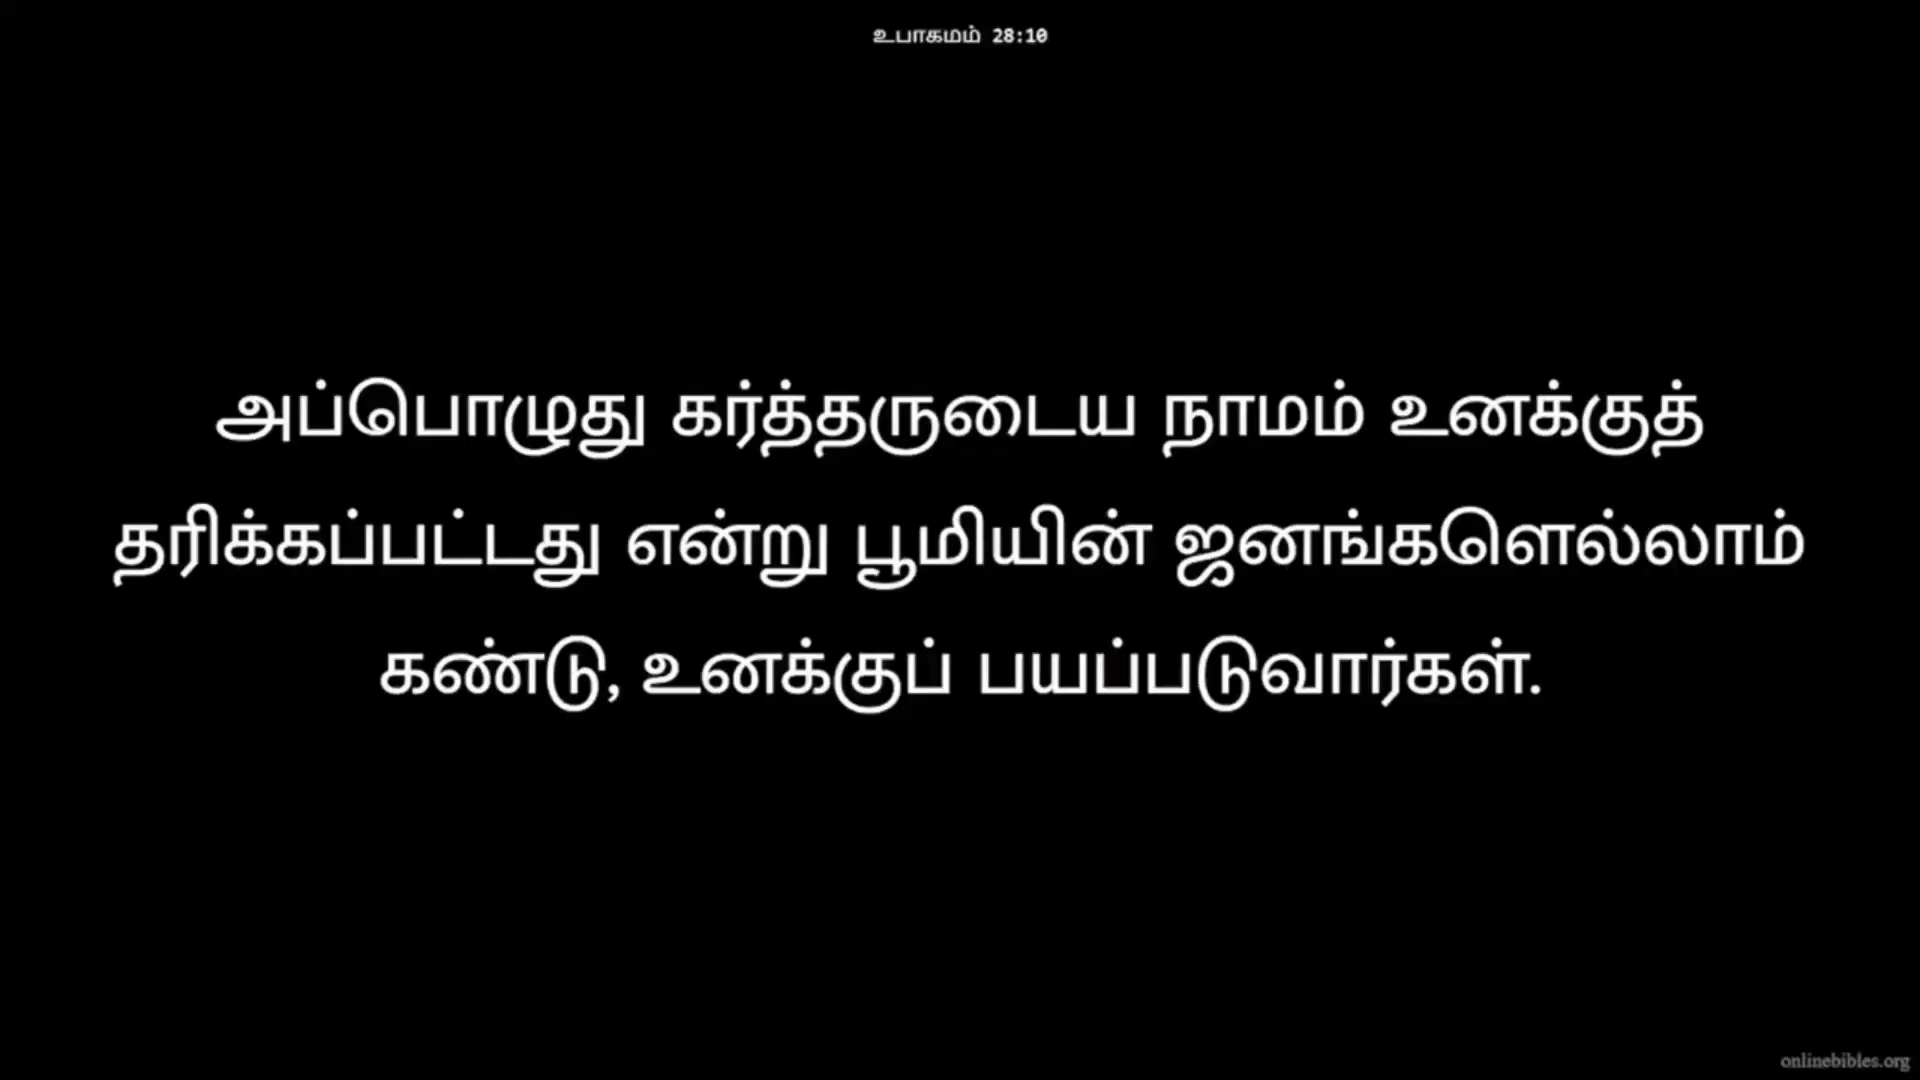 உபாகமம் 28:10
அப்பொழுது கர்த்தருடைய நாமம் உனக்குத்
தரிக்கப்பட்டது என்று பூமியின் ஜனங்களெல்லாம்
கண்டு, உனக்குப் பயப்படுவார்கள்.
onlinebibles.org